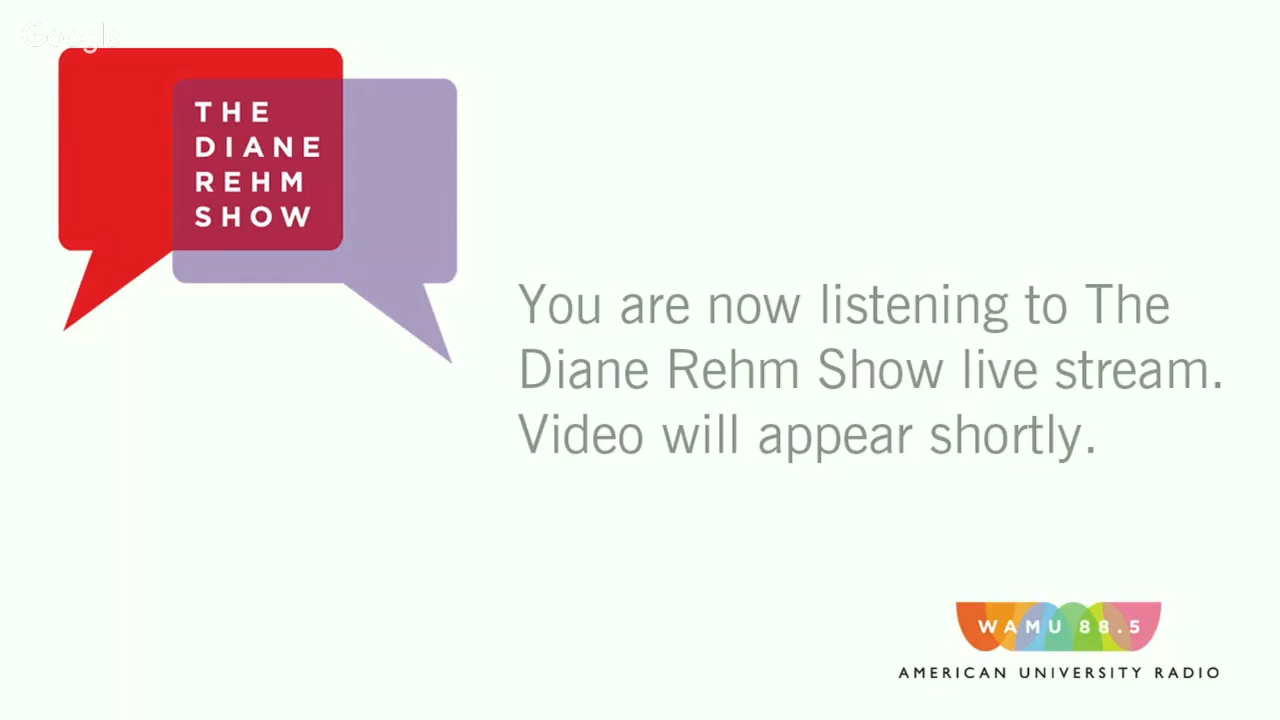 Google
THE
DIANE
REHM
SHOW
You are now listening to The
Diane Rehm Show live stream.
Video will appear shortly.
WAMU 88.5
AMERICAN UNIVERSITY RADIO